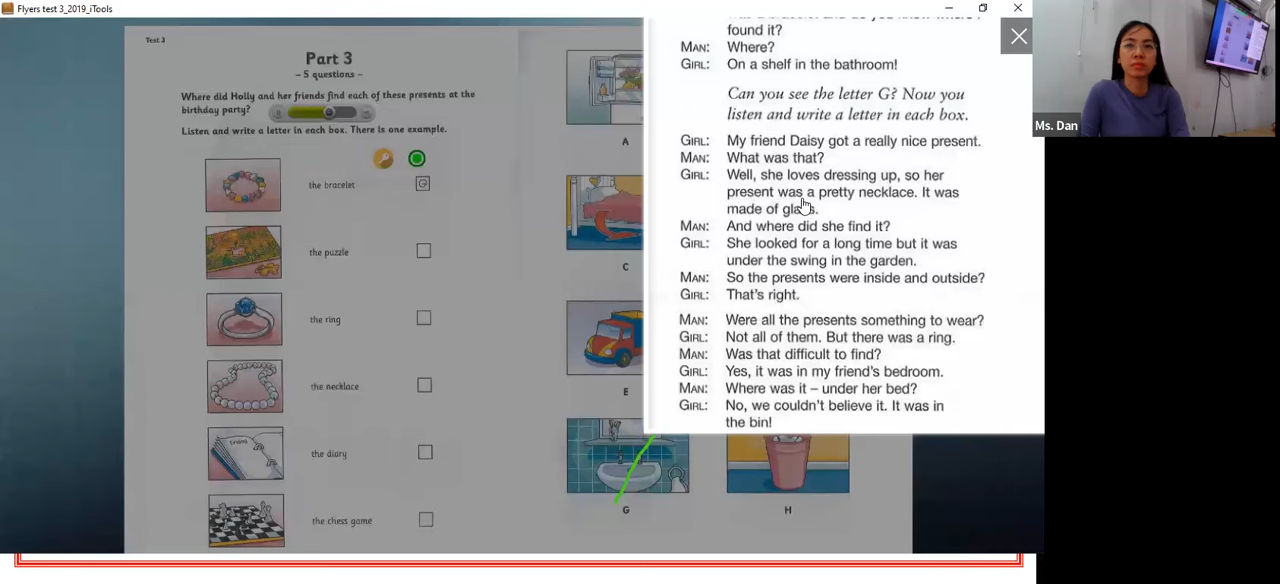 Flyers test 3_2019_iTools
Test 3
Part 3
– 5 questions –
Where did Holly and her friends find each of these presents at the
birthday party?
Listen and write a letter in each box. There is one example.
the bracelet
G
the puzzle
the ring
the necklace
the diary
the chess game
A
C
E
G
H
found it?
MAN: Where?
GIRL: On a shelf in the bathroom!
Can you see the letter G? Now you
listen and write a letter in each box.
GIRL: My friend Daisy got a really nice present.
MAN: What was that?
GIRL: Well, she loves dressing up, so her
present was a pretty necklace. It was
made of glass.
MAN: And where did she find it?
GIRL: She looked for a long time but it was
under the swing in the garden.
MAN: So the presents were inside and outside?
GIRL: That's right.
MAN: Were all the presents something to wear?
GIRL: Not all of them. But there was a ring.
MAN: Was that difficult to find?
GIRL: Yes, it was in my friend's bedroom.
MAN: Where was it – under her bed?
GIRL: No, we couldn't believe it. It was in
the bin!
Ms. Dan